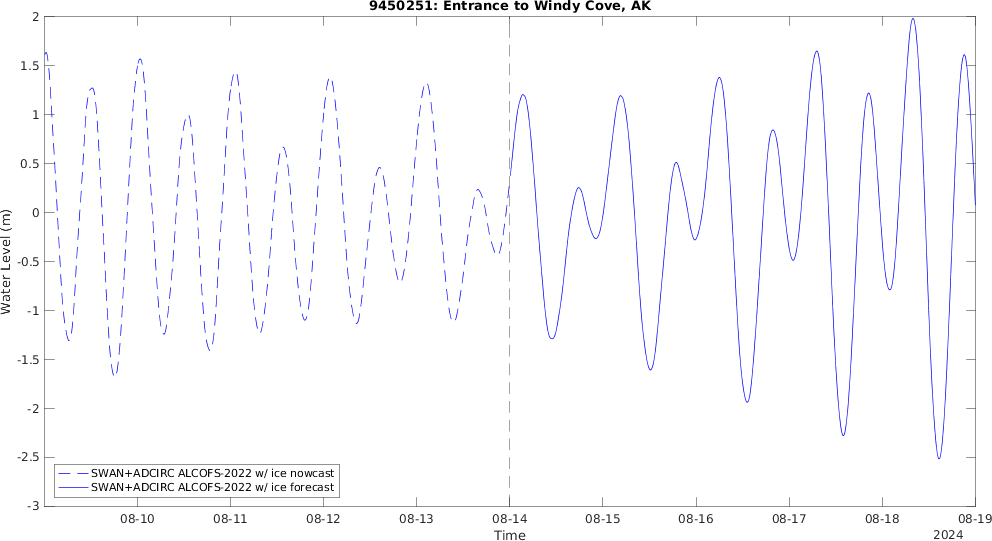 9450251: Entrance to Windy Cove, AK
2
1.5
1
0.5
0
-0.5
-1
-1.5
-2
-2.5
-3
Water Level (m)
SWAN+ADCIRC ALCOFS-2022 w/ ice nowcast
SWAN+ADCIRC ALCOFS-2022 w/ ice forecast
08-10 08-11 08-12 08-13 08-14 08-15 08-16 08-17 08-18 08-19
Time
2024